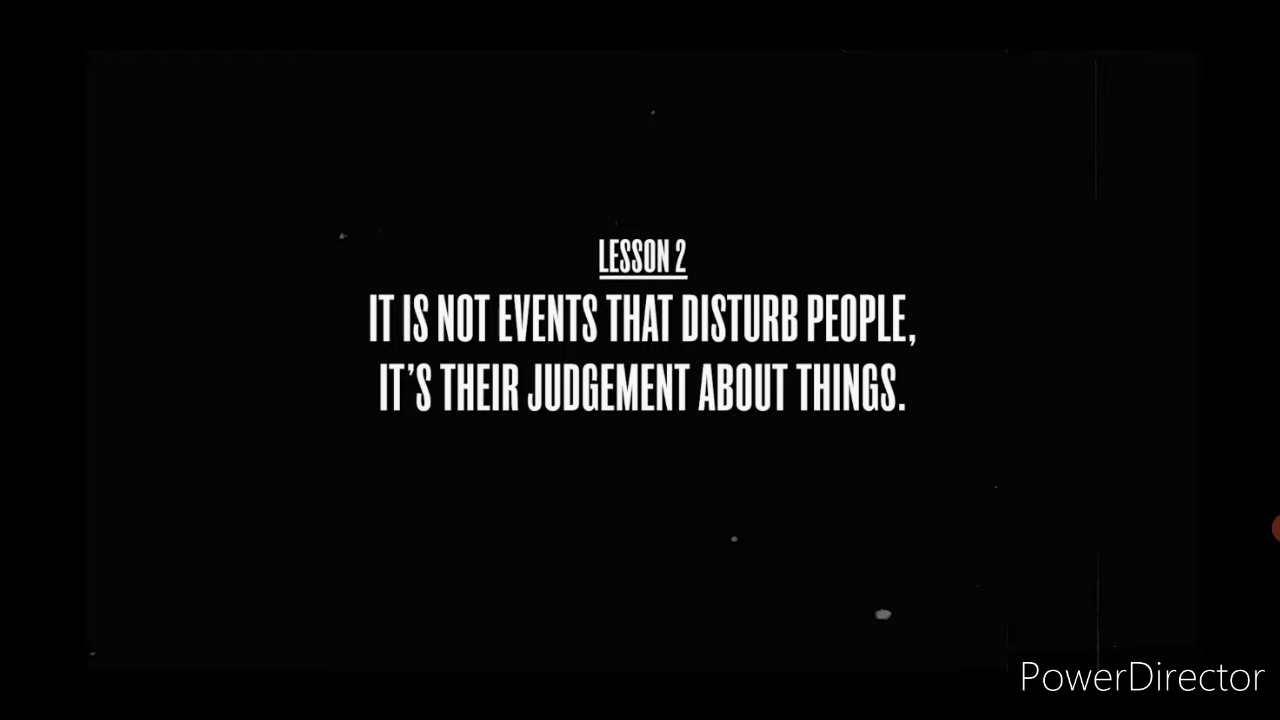 LESSON 2
IT IS NOT EVENTS THAT DISTURB PEOPLE,
IT'S THEIR JUDGEMENT ABOUT THINGS.
PowerDirector